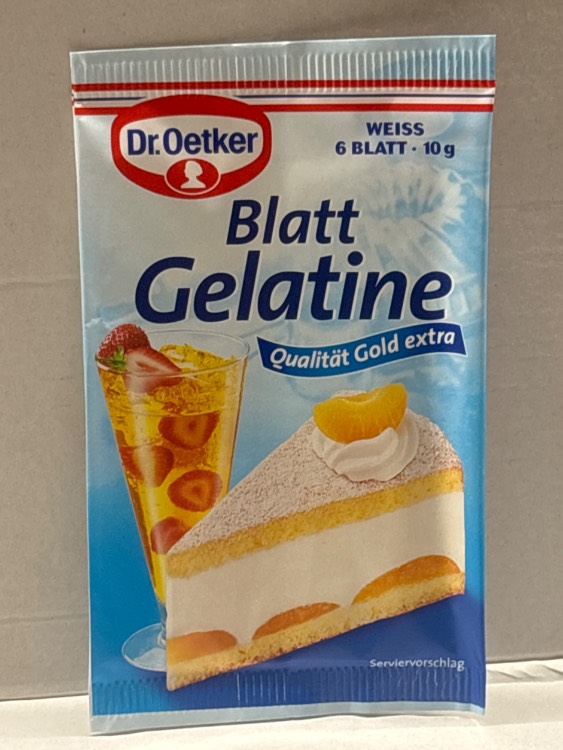 Dr.Oetker
WEISS
6 BLATT · 10 g
Blatt
Gelatine
Qualität Gold extra
Serviervorschlag